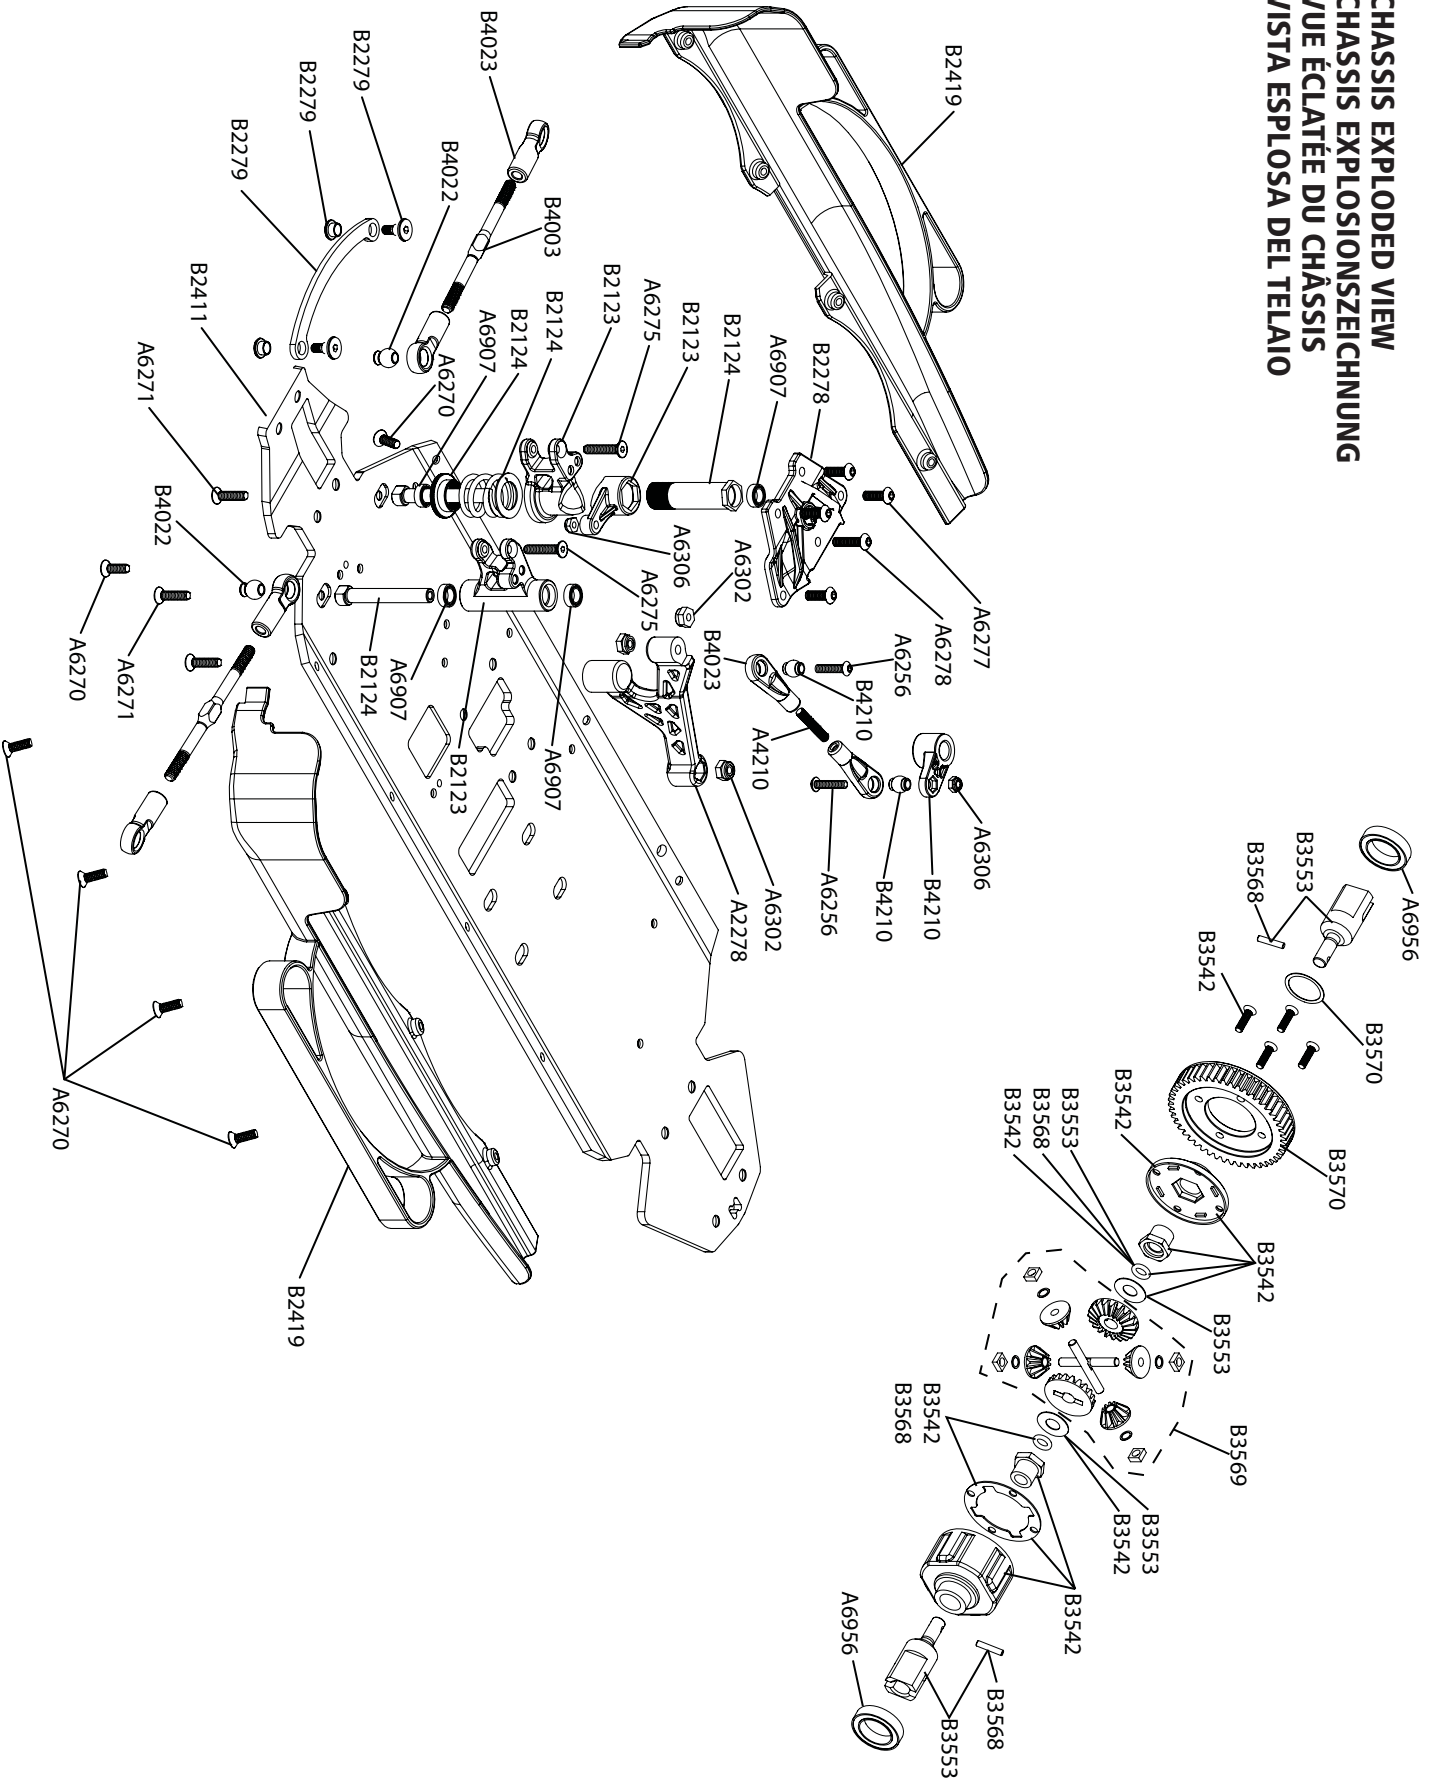 CHASSIS EXPLODED VIEW
CHASSIS EXPLOSIONSZEICHNUNG
VUE ÉCLATÉE DU CHÂSSIS
VISTA ESPLOSA DEL TELAIO
A6956
B3553
B3568
B3542
B3570
B3570
B3542
B3553
B3568
B3542
B3542
B3553
B3569
B3542
B3568
B3553
B3542
B3542
B3568
B3553
A6956
B2419
A6277
A6278
B2278
A6907
B2124
B2123
A6275
B2123
B2124
B2124
A6907
A6270
B4003
B4022
B4023
B2279
B2279
B2279
B2411
A6271
B4022
A6270
A6271
B2124
A6907
B2123
A6907
A6275
A6306
A6302
B4023
A6256
B4210
A4210
A6306
B4210
B4210
A6256
A6302
A2278
A6270
B2419